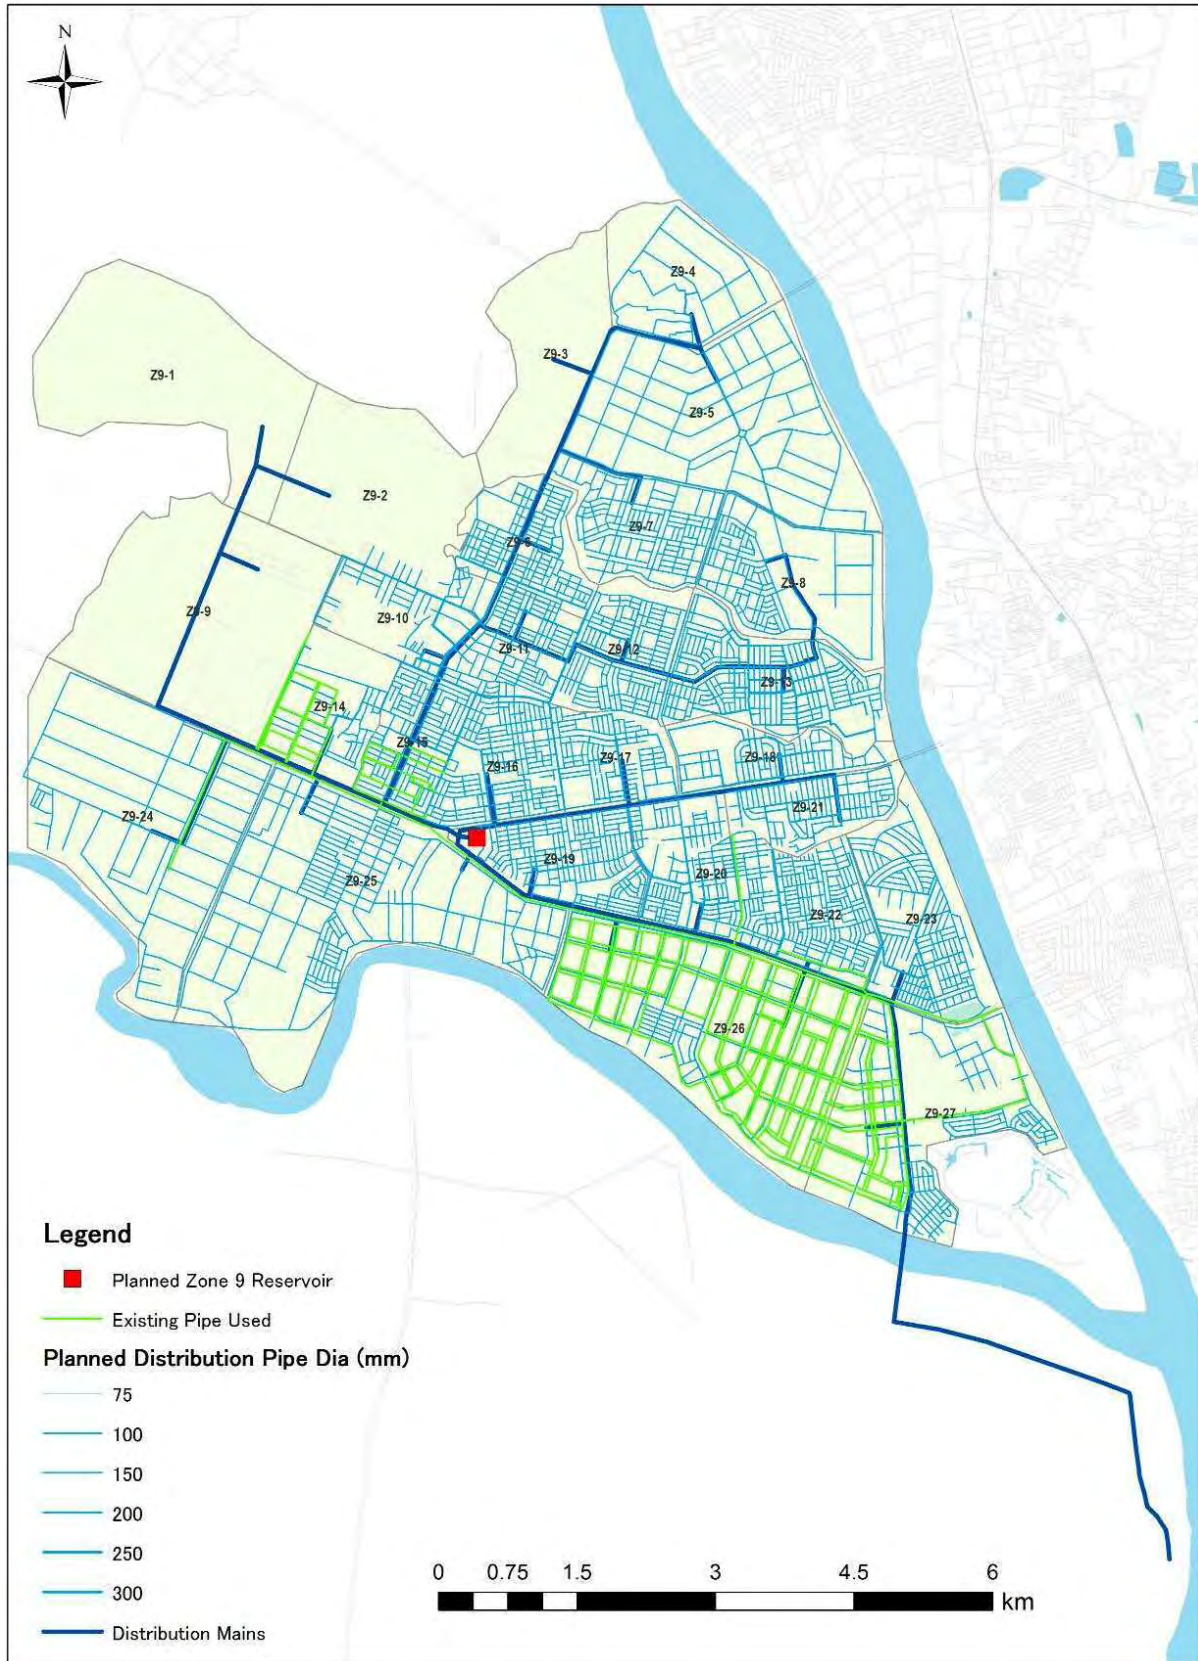 N
Z9-4
Z9-3
Z9-1
Z9-5
Z9-2
Z9-7
Z9-6
Z9-8
Z9-9
Z9-10
Z9-11
Z9-12
Z9-13
Z9-14
Z9-15
Z9-17
Z9-18
Z9-16
Z9-21
Z9-24
Z9-19
Z9-20
Z9-25
Z9-22
Z9-23
Z9-26
Z9-27
Legend
Planned Zone 9 Reservoir
Existing Pipe Used
Planned Distribution Pipe Dia (mm)
75
100
150
200
250
300
Distribution Mains
0 0.75 1.5 3 4.5 6
km